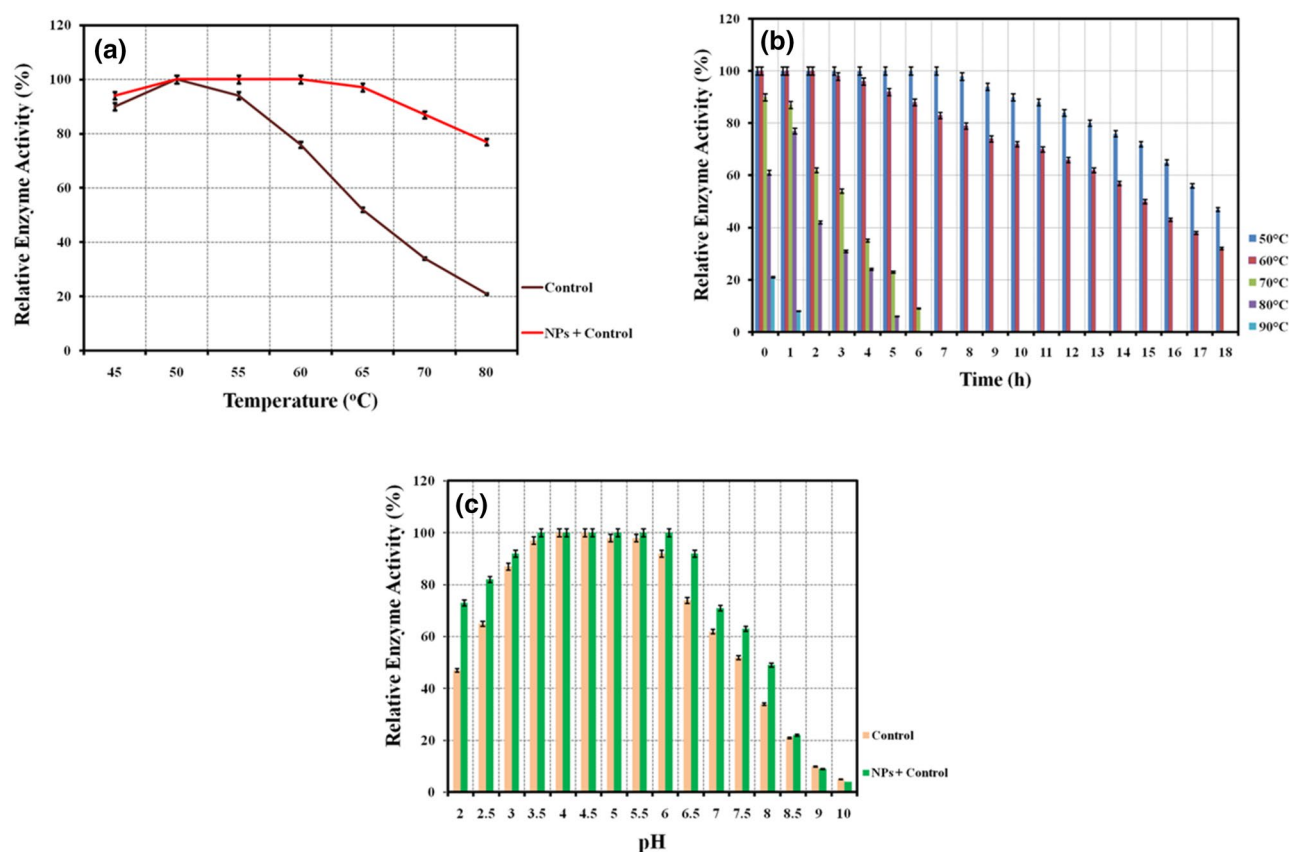 (a)
Relative Enzyme Activity (%)
120
100
80
60
40
20
0
45 50 55 60 65 70 80
Temperature (°C)
Control
NPs + Control
(b)
Relative Enzyme Activity (%)
120
100
80
60
40
20
0
0 1 2 3 4 5 6 7 8 9 10 11 12 13 14 15 16 17 18
Time (h)
50°C
60°C
70°C
80°C
90°C
(c)
Relative Enzyme Activity (%)
120
100
80
60
40
20
0
2 2.5 3 3.5 4 4.5 5 5.5 6 6.5 7 7.5 8 8.5 9 10
pH
Control
NPs + Control